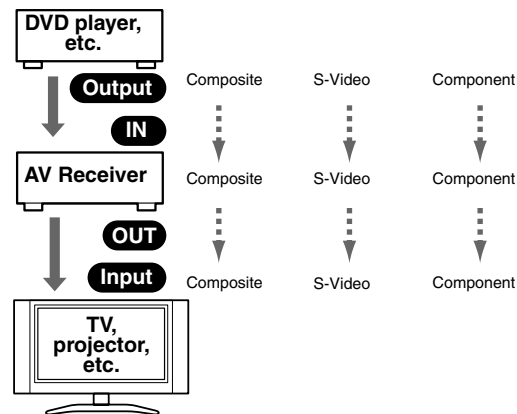 DVD player,
etc.
Output
Composite S-Video Component
IN
AV Receiver
Composite S-Video Component
OUT
Input
Composite S-Video Component
TV,
projector,
etc.